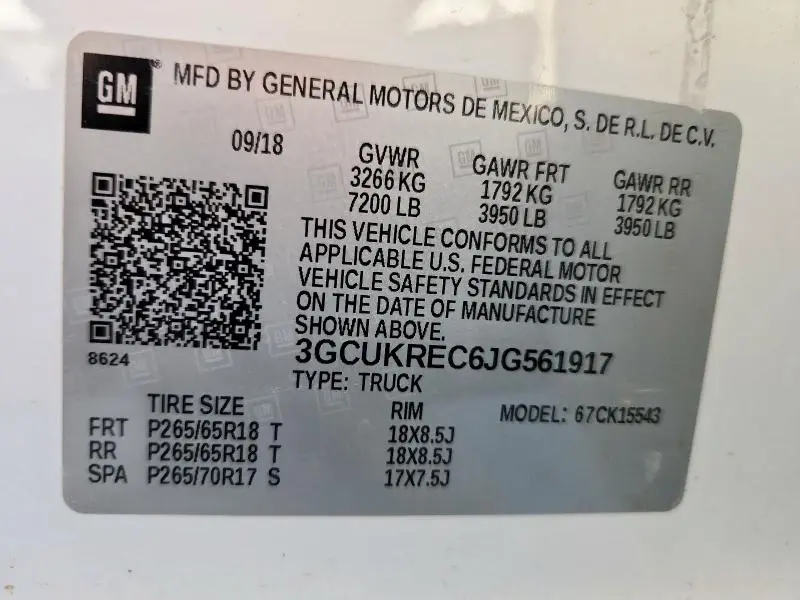 GM
MFD BY GENERAL MOTORS DE MEXICO, S. DE R.L. DE C.V.
09/18
GVWR GAWR FRT GAWR RR
3266 KG 1792 KG 1792 KG
7200 LB 3950 LB 3950 LB
THIS VEHICLE CONFORMS TO ALL
APPLICABLE U.S. FEDERAL MOTOR
VEHICLE SAFETY STANDARDS IN EFFECT
ON THE DATE OF MANUFACTURE
SHOWN ABOVE.
8624
3GCUKREC6JG561917
TYPE: TRUCK
TIRE SIZE RIM MODEL: 67CK15543
FRT P265/65R18 T 18X8.5J
RR P265/65R18 T 18X8.5J
SPA P265/70R17 S 17X7.5J